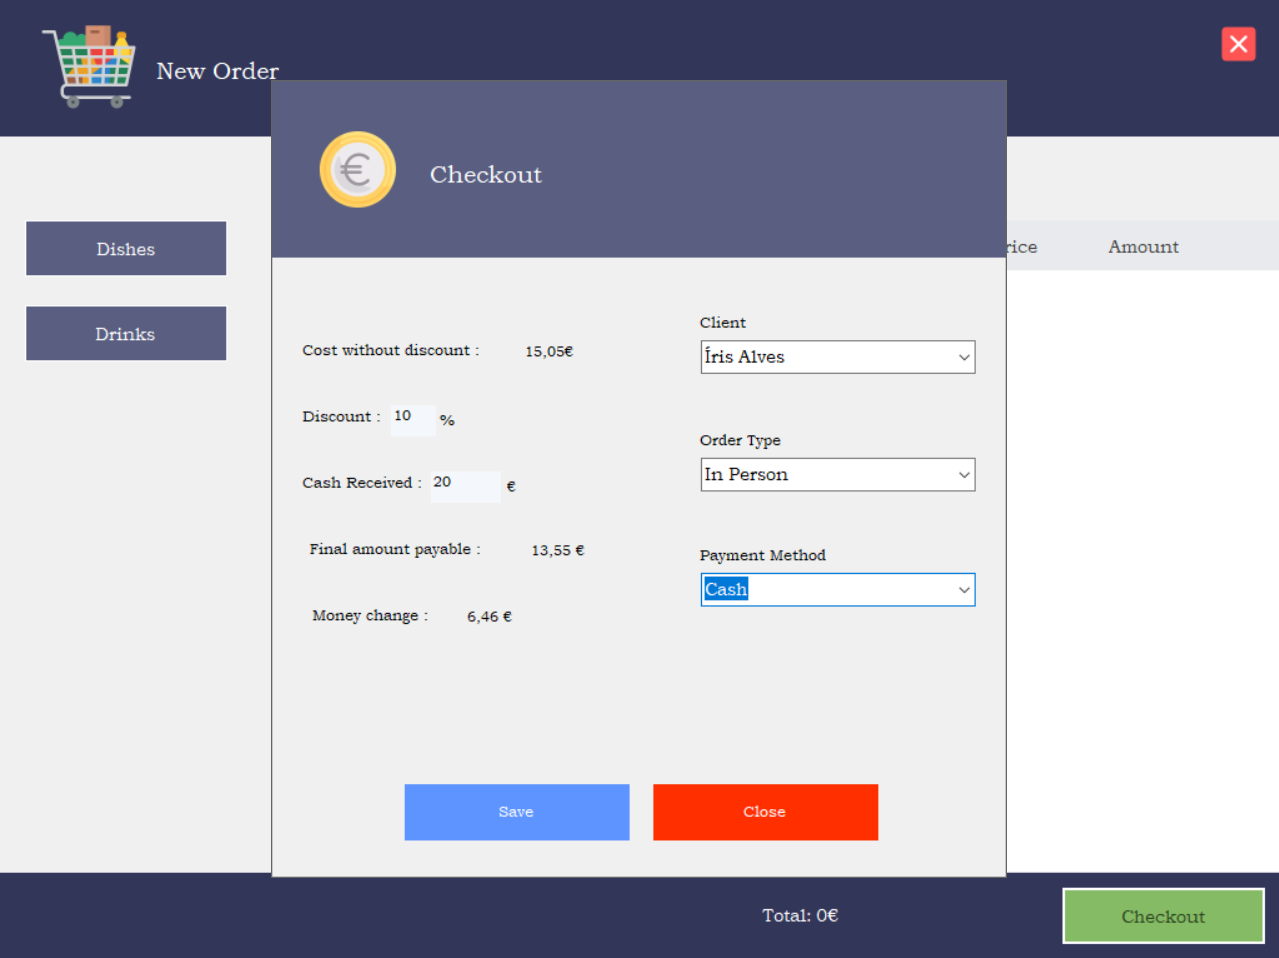 New Order
Checkout
Dishes
rice
Amount
Drinks
Client
Cost without discount :
15,05€
Íris Alves
Discount :
10
%
Order Type
Cash Received :
20
€
In Person
Final amount payable :
13,55 €
Payment Method
Cash
Money change :
6,46 €
Save
Close
Total: 0€
Checkout